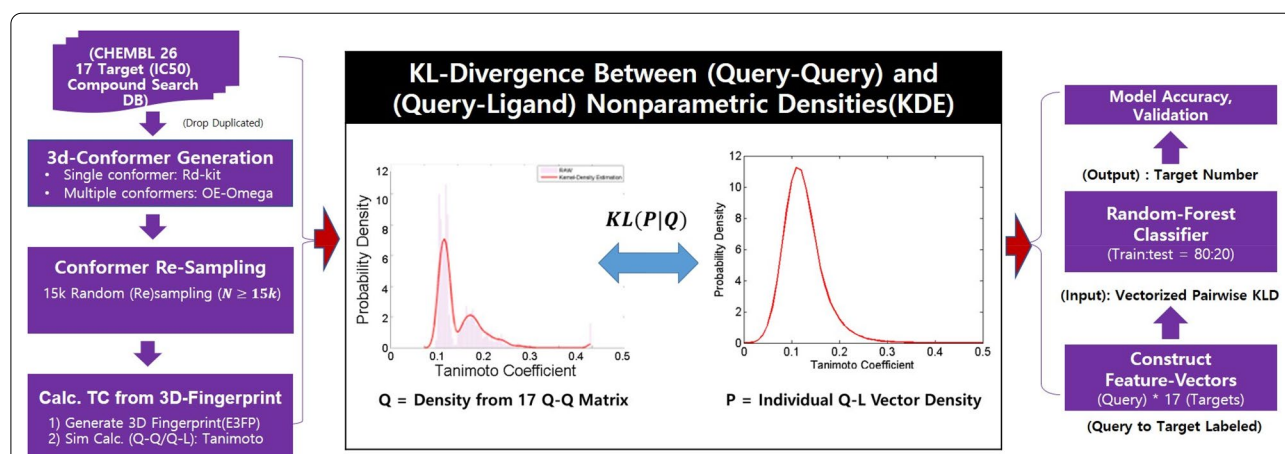 (CHEMBL 26
17 Target (IC50)
Compound Search
DB)
(Drop Duplicated)
3d-Conformer Generation
• Single conformer: Rd-kit
• Multiple conformers: OE-Omega
Conformer Re-Sampling
15k Random (Re)sampling (N ≥ 15k)
Calc. TC from 3D-Fingerprint
1) Generate 3D Fingerprint(E3FP)
2) Sim Calc. (Q-Q/Q-L): Tanimoto
KL-Divergence Between (Query-Query) and
(Query-Ligand) Nonparametric Densities(KDE)
RAW
Kernel-Density Estimation
Probability Density
12
10
8
6
4
2
0
0 0.1 0.2 0.3 0.4 0.5
Tanimoto Coefficient
Q = Density from 17 Q-Q Matrix
KL(P|Q)
Probability Density
12
10
8
6
4
2
0
0 0.1 0.2 0.3 0.4 0.5
Tanimoto Coefficient
P = Individual Q-L Vector Density
Model Accuracy,
Validation
(Output) : Target Number
Random-Forest
Classifier
(Train:test = 80:20)
(Input): Vectorized Pairwise KLD
Construct
Feature-Vectors
(Query) * 17 (Targets)
(Query to Target Labeled)